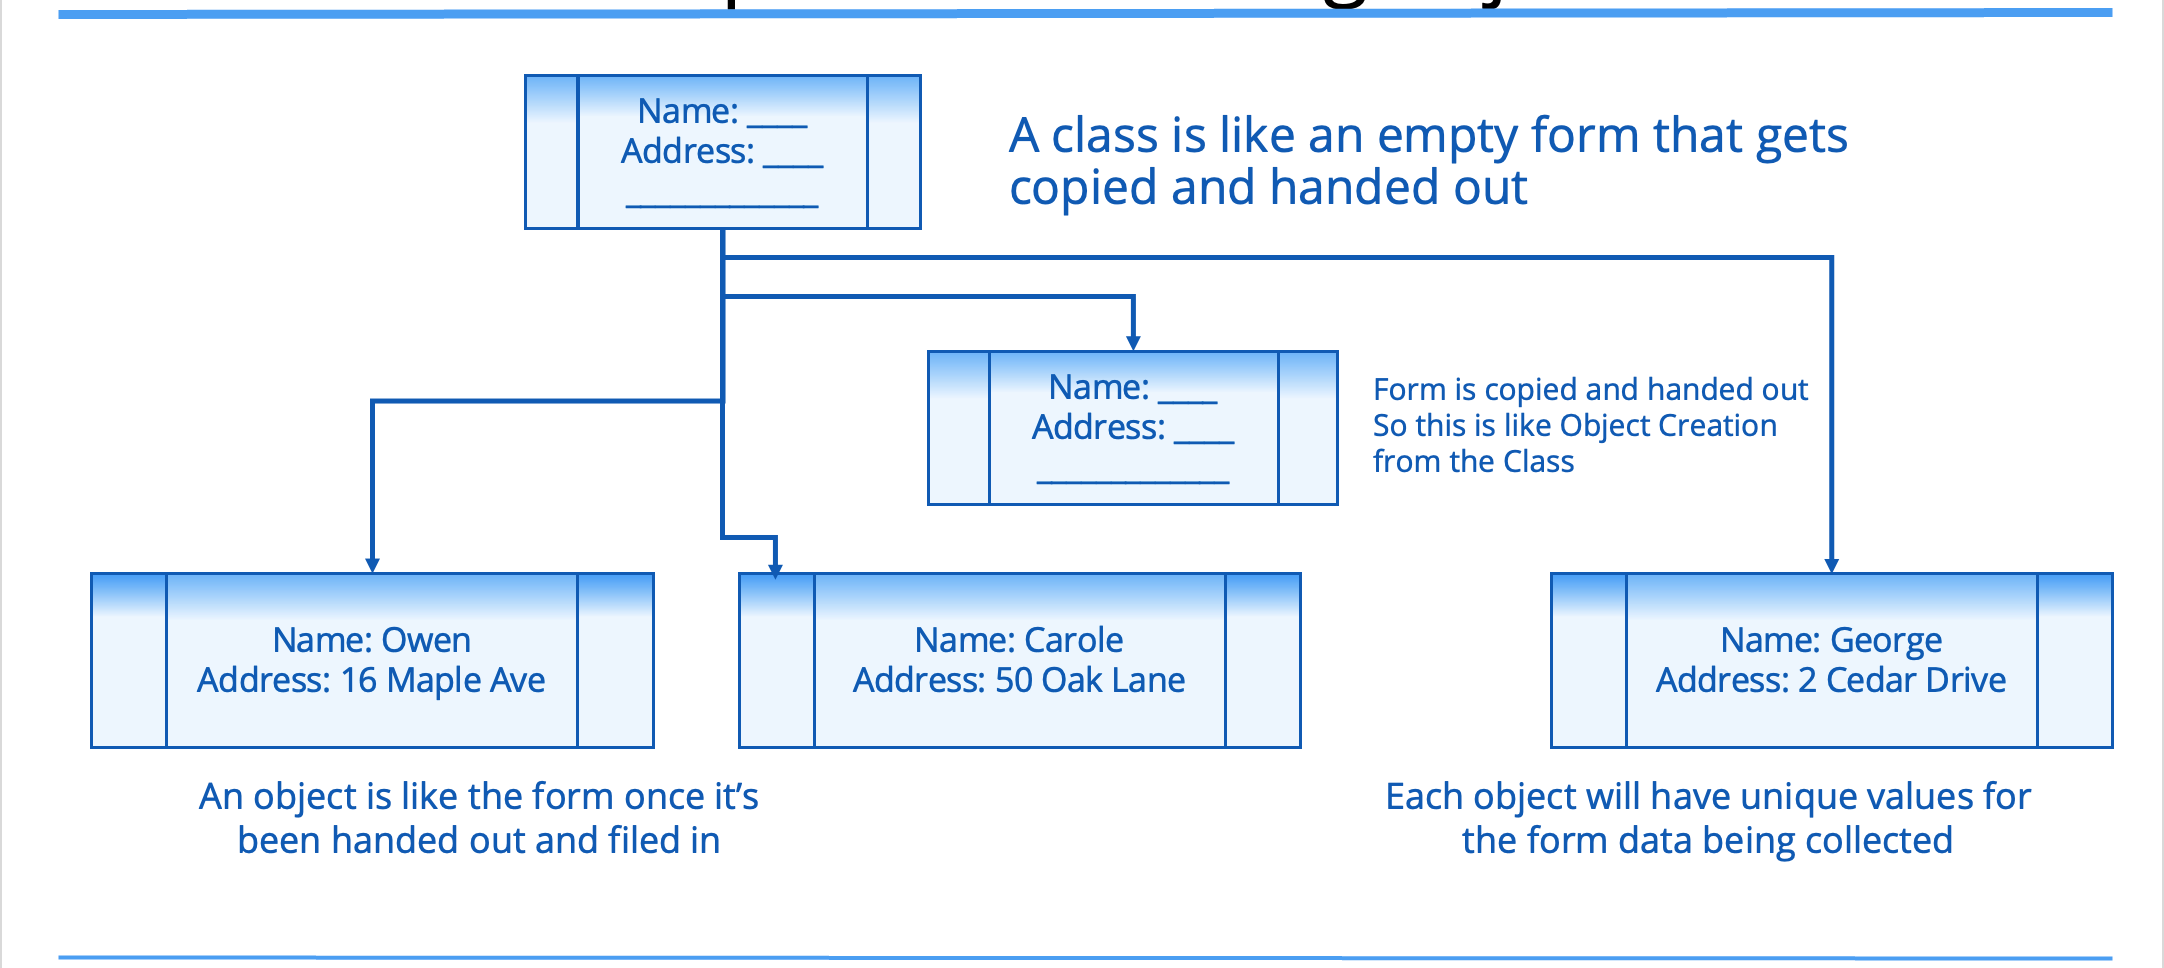 Name: ____
Address: ____
_____________
A class is like an empty form that gets
copied and handed out
Name: ____
Address: ____
_____________
Form is copied and handed out
So this is like Object Creation
from the Class
Name: Owen
Address: 16 Maple Ave
Name: Carole
Address: 50 Oak Lane
Name: George
Address: 2 Cedar Drive
An object is like the form once it’s
been handed out and filed in
Each object will have unique values for
the form data being collected